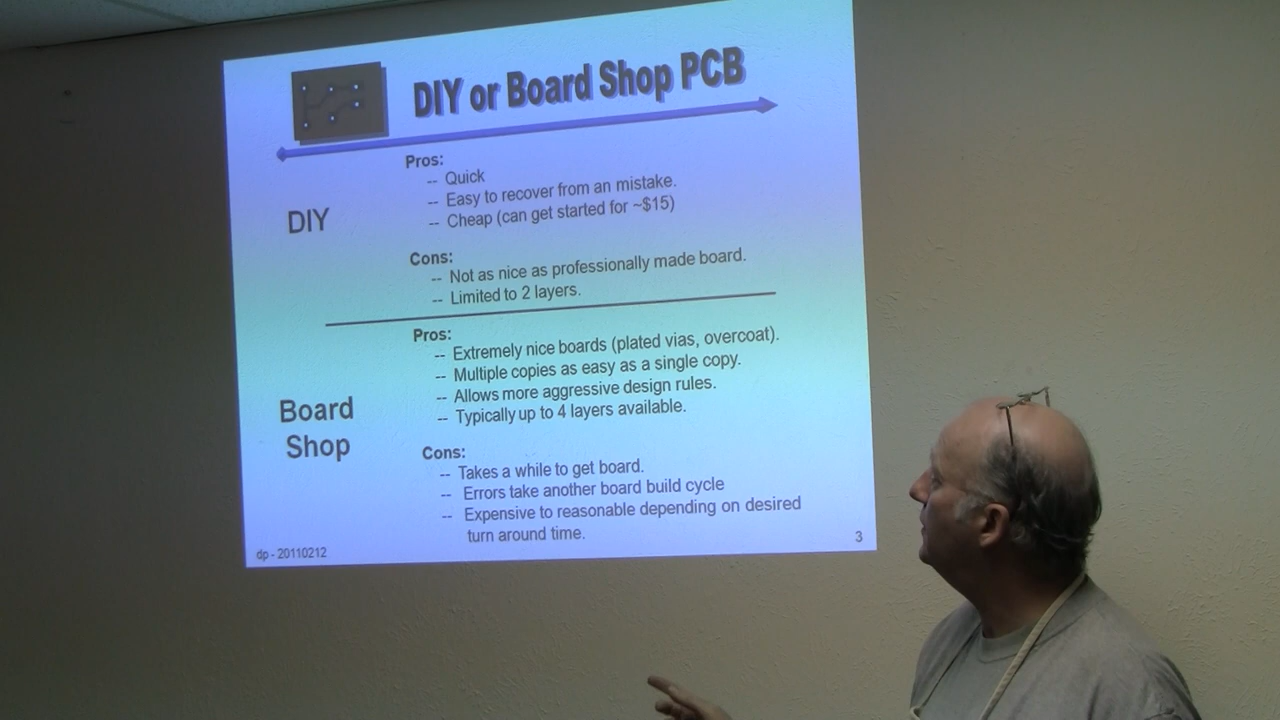 DIY or Board Shop PCB
Pros:
-- Quick
-- Easy to recover from an mistake.
-- Cheap (can get started for ~$15)
DIY
Cons:
-- Not as nice as professionally made board.
-- Limited to 2 layers.
Pros:
-- Extremely nice boards (plated vias, overcoat).
-- Multiple copies as easy as a single copy.
-- Allows more aggressive design rules.
-- Typically up to 4 layers available.
Board
Shop
Cons:
-- Takes a while to get board.
-- Errors take another board build cycle
-- Expensive to reasonable depending on desired
turn around time.
dp - 20110212
3